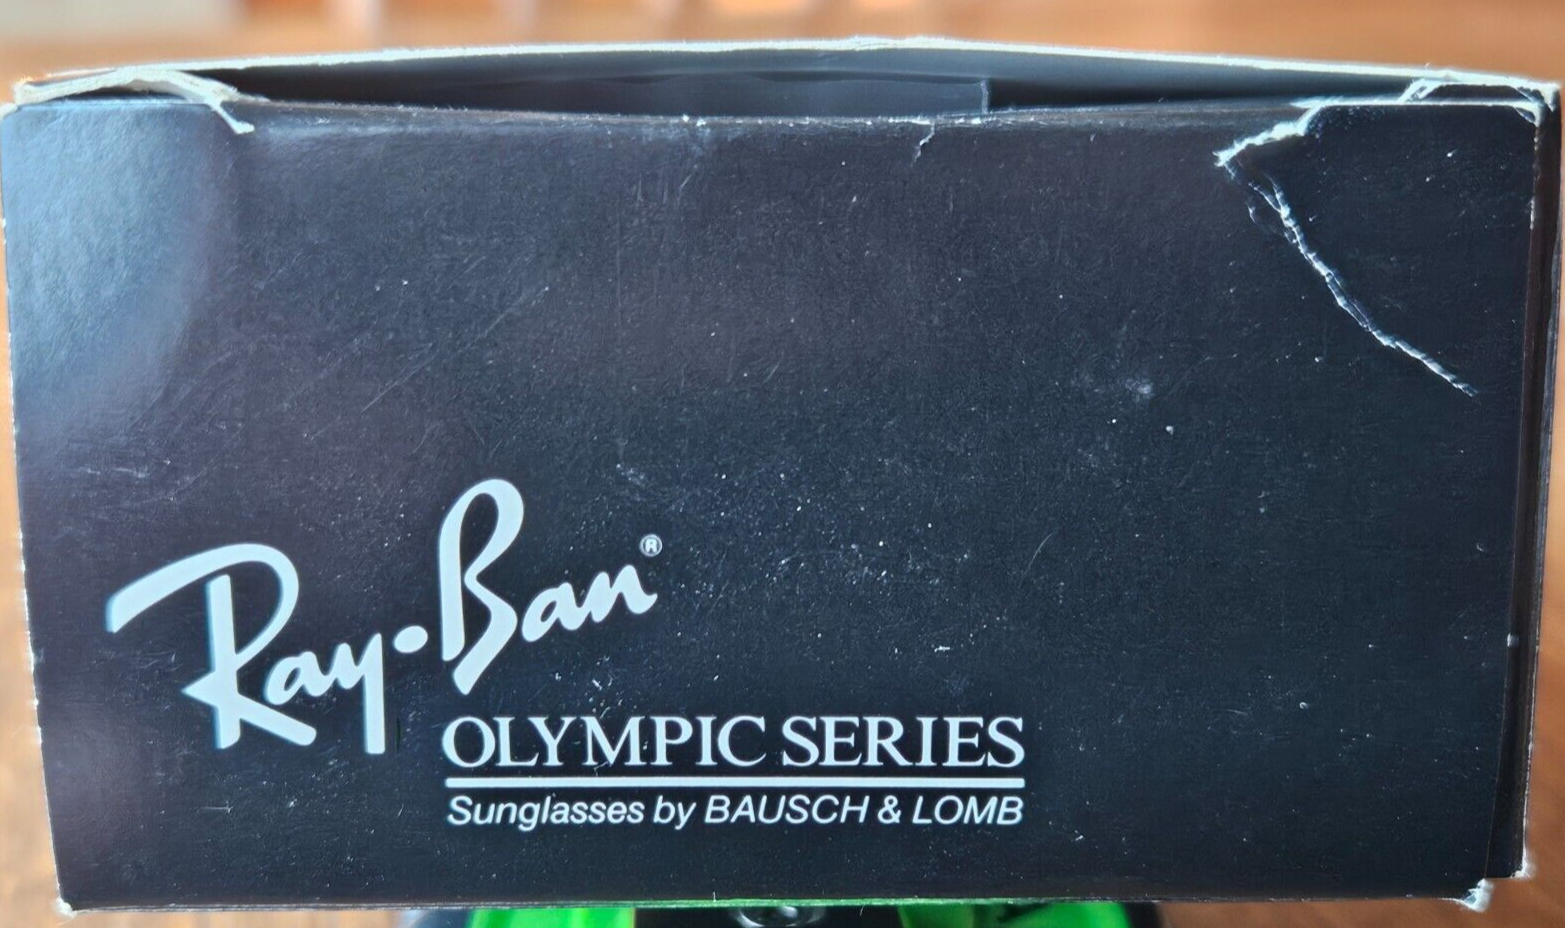 Ray-Ban®
OLYMPIC SERIES
Sunglasses by BAUSCH & LOMB